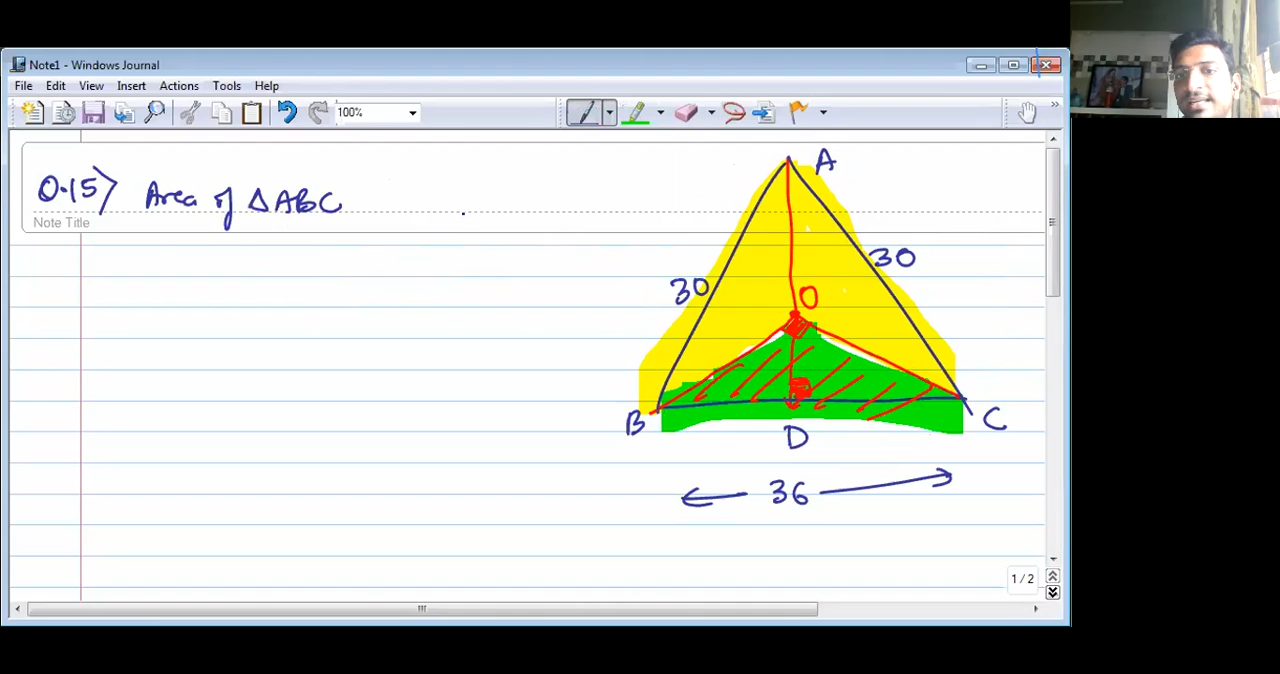 Note1 - Windows Journal
File Edit View Insert Actions Tools Help
100%
Q.15> Area of △ABC
Note Title
A
30
30
O
B
C
D
36
1 / 2